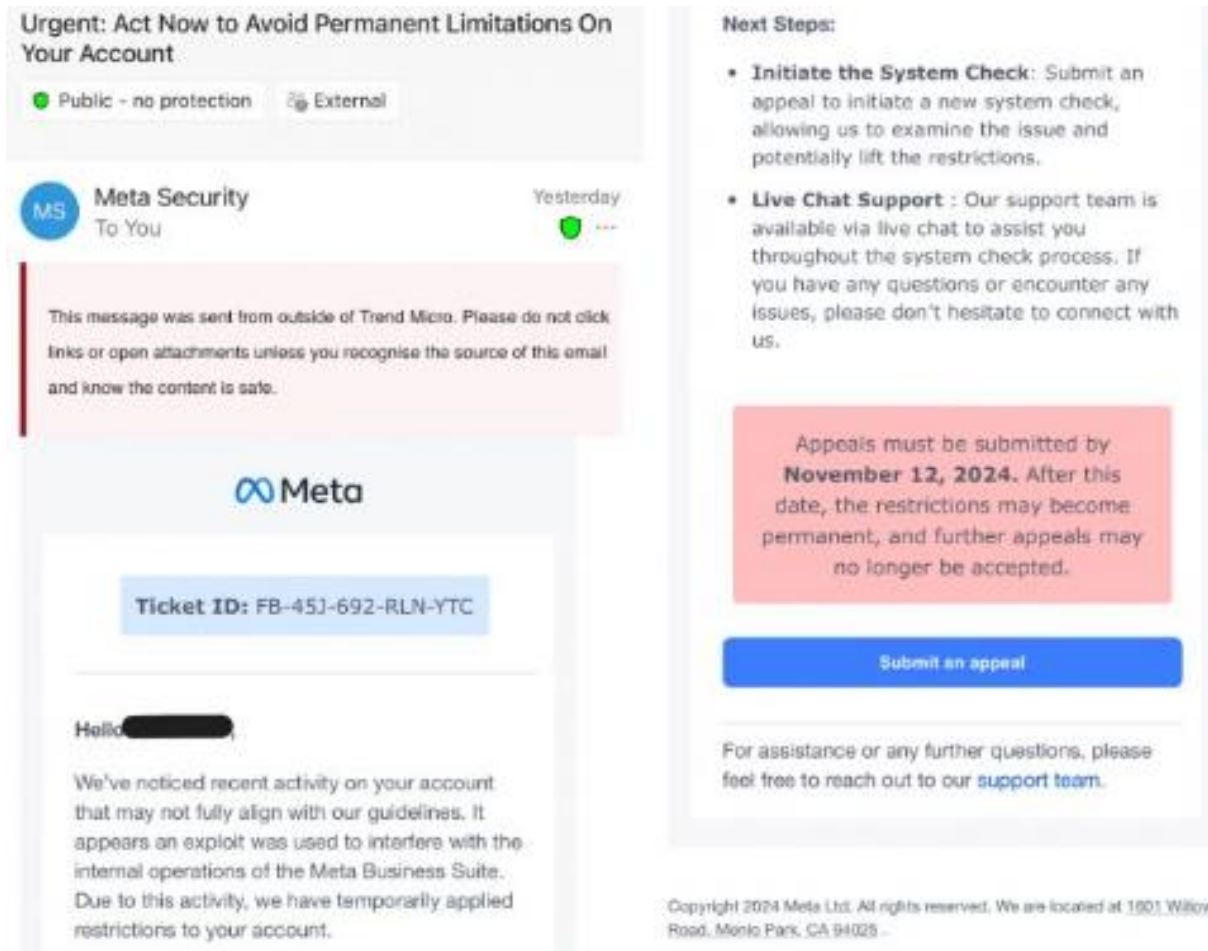 Urgent: Act Now to Avoid Permanent Limitations On
Your Account
Public - no protection
External
MS
Meta Security
Yesterday
To You
This message was sent from outside of Trend Micro. Please do not click
links or open attachments unless you recognise the source of this email
and know the content is safe.
Meta
Ticket ID: FB-45J-692-RLN-YTC
Hello
We've noticed recent activity on your account
that may not fully align with our guidelines. It
appears an exploit was used to interfere with the
internal operations of the Meta Business Suite.
Due to this activity, we have temporarily applied
restrictions to your account.
Next Steps:
• Initiate the System Check: Submit an
appeal to initiate a new system check,
allowing us to examine the issue and
potentially lift the restrictions.
• Live Chat Support : Our support team is
available via live chat to assist you
throughout the system check process. If
you have any questions or encounter any
issues, please don't hesitate to connect with
us.
Appeals must be submitted by
November 12, 2024. After this
date, the restrictions may become
permanent, and further appeals may
no longer be accepted.
Submit an appeal
For assistance or any further questions, please
feel free to reach out to our support team.
Copyright 2024 Meta Ltd. All rights reserved. We are located at 1601 Willow
Road, Menlo Park, CA 94025 .